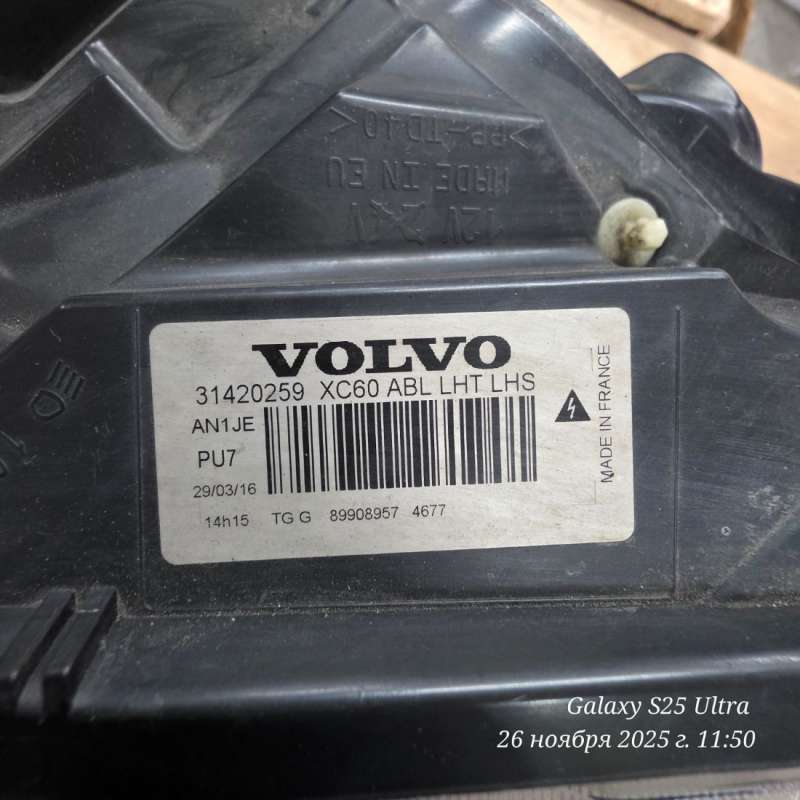 >PP-TD40<
MADE IN EU
12V
VOLVO
31420259 XC60 ABL LHT LHS
AN1JE
PU7
29/03/16
14h15 TG G 89908957 4677
MADE IN FRANCE
Galaxy S25 Ultra
26 ноября 2025 г. 11:50